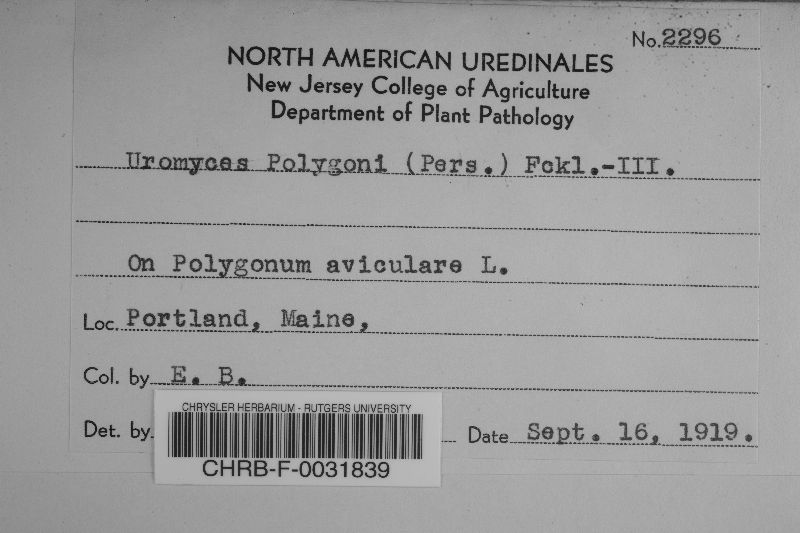 No. 2296
NORTH AMERICAN UREDINALES
New Jersey College of Agriculture
Department of Plant Pathology
Uromyces Polygoni (Pers.) Fckl.-III.
On Polygonum aviculare L.
Loc. Portland, Maine,
Col. by E. B.
Det. by
Date Sept. 16, 1919.
CHRYSLER HERBARIUM - RUTGERS UNIVERSITY
CHRB-F-0031839